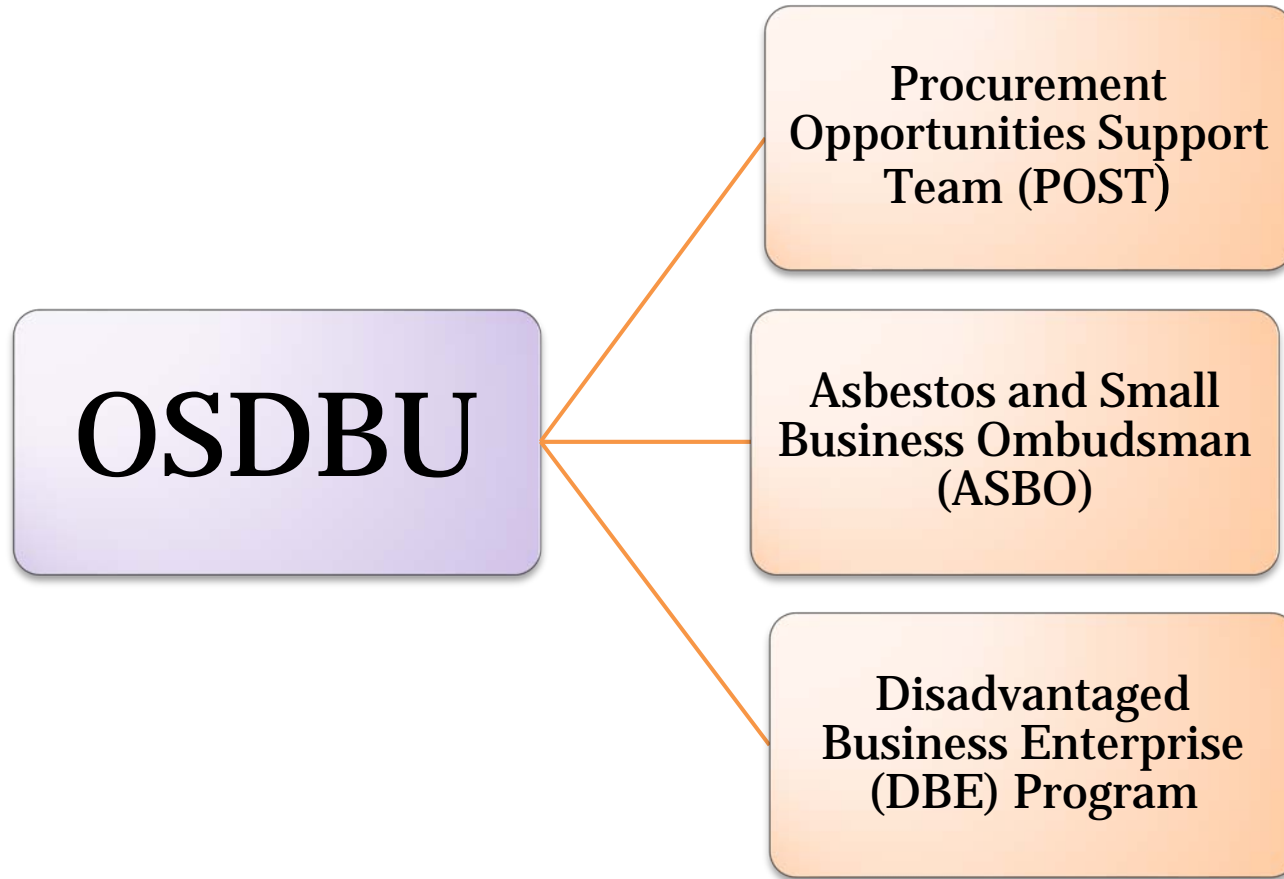 OSDBU
Procurement
Opportunities Support
Team (POST)
Asbestos and Small
Business Ombudsman
(ASBO)
Disadvantaged
Business Enterprise
(DBE) Program